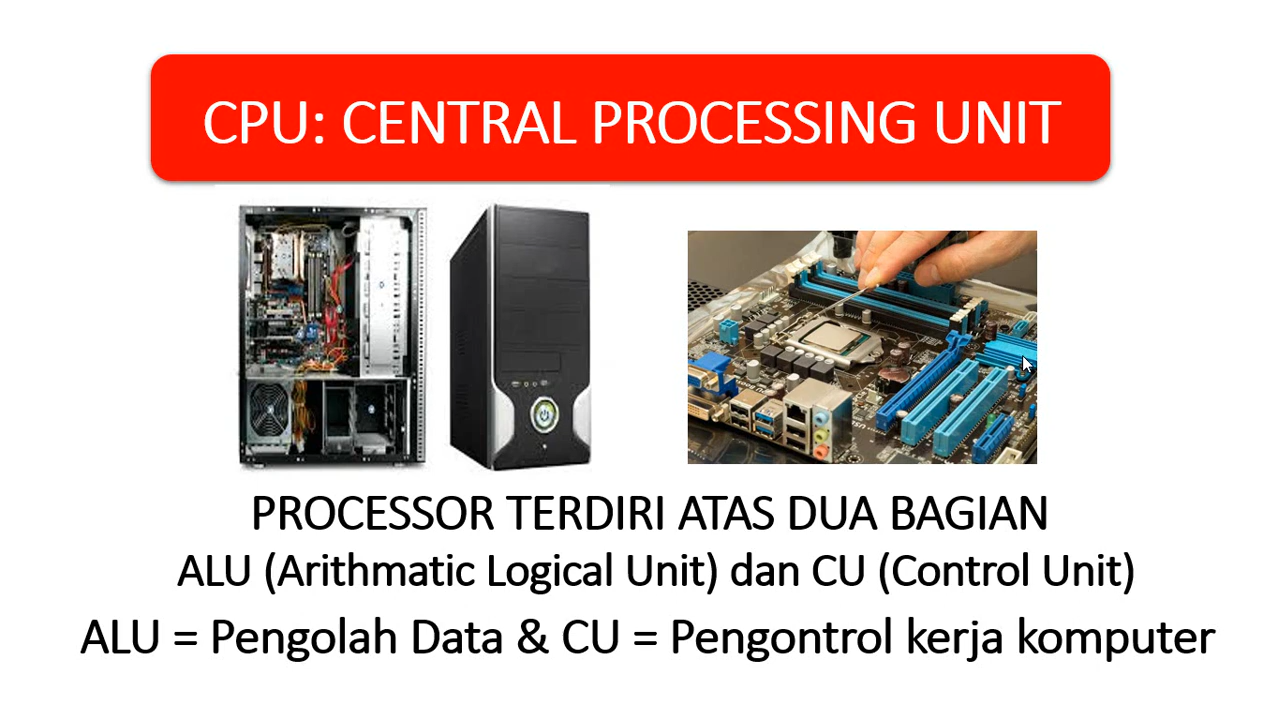 CPU: CENTRAL PROCESSING UNIT
PROCESSOR TERDIRI ATAS DUA BAGIAN
ALU (Arithmatic Logical Unit) dan CU (Control Unit)
ALU = Pengolah Data & CU = Pengontrol kerja komputer